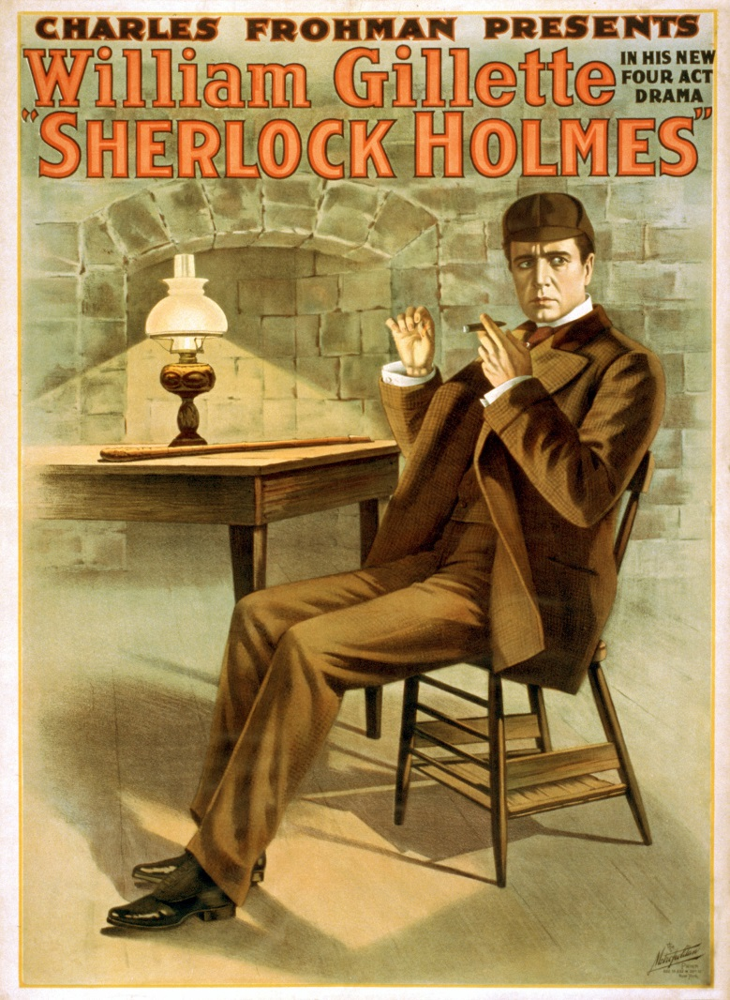 CHARLES FROHMAN PRESENTS
William Gillette
IN HIS NEW
FOUR ACT
DRAMA
"SHERLOCK HOLMES"